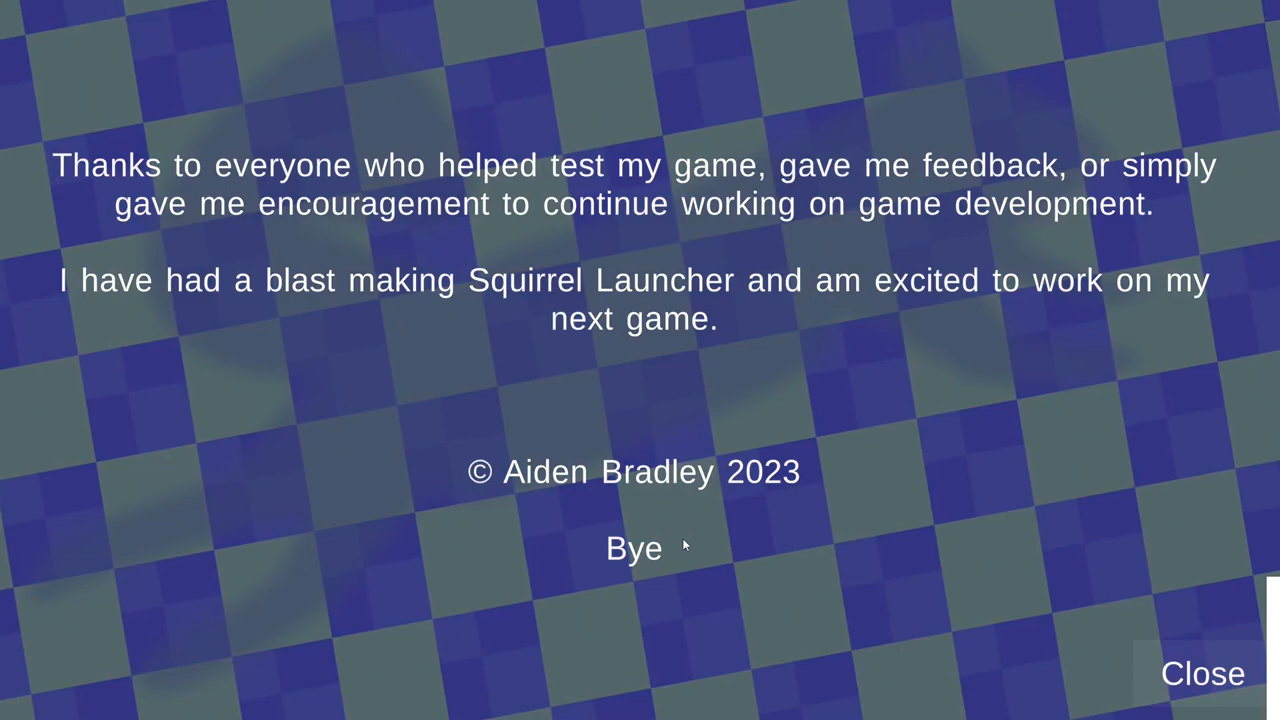 Thanks to everyone who helped test my game, gave me feedback, or simply
gave me encouragement to continue working on game development.
I have had a blast making Squirrel Launcher and am excited to work on my
next game.
© Aiden Bradley 2023
Bye
Close